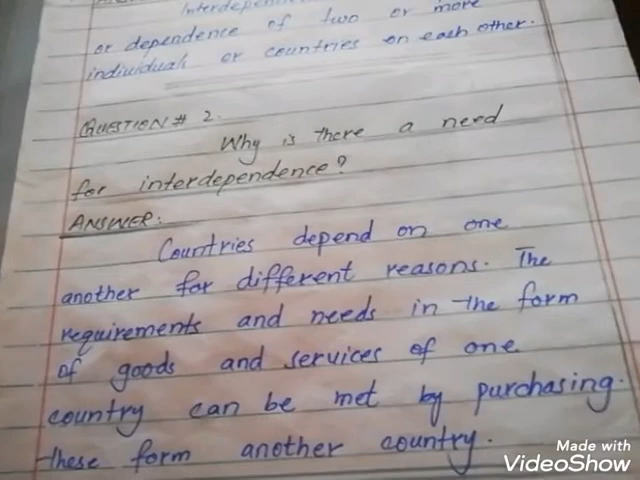 Interdepen
or dependence of two or more
individuals or countries on each other.
QUESTION # 2.
Why is there a need
for interdependence?
ANSWER:
Countries depend on one
another for different reasons. The
requirements and needs in the form
of goods and services of one
country can be met by purchasing.
these form another country.
Made with
VideoShow